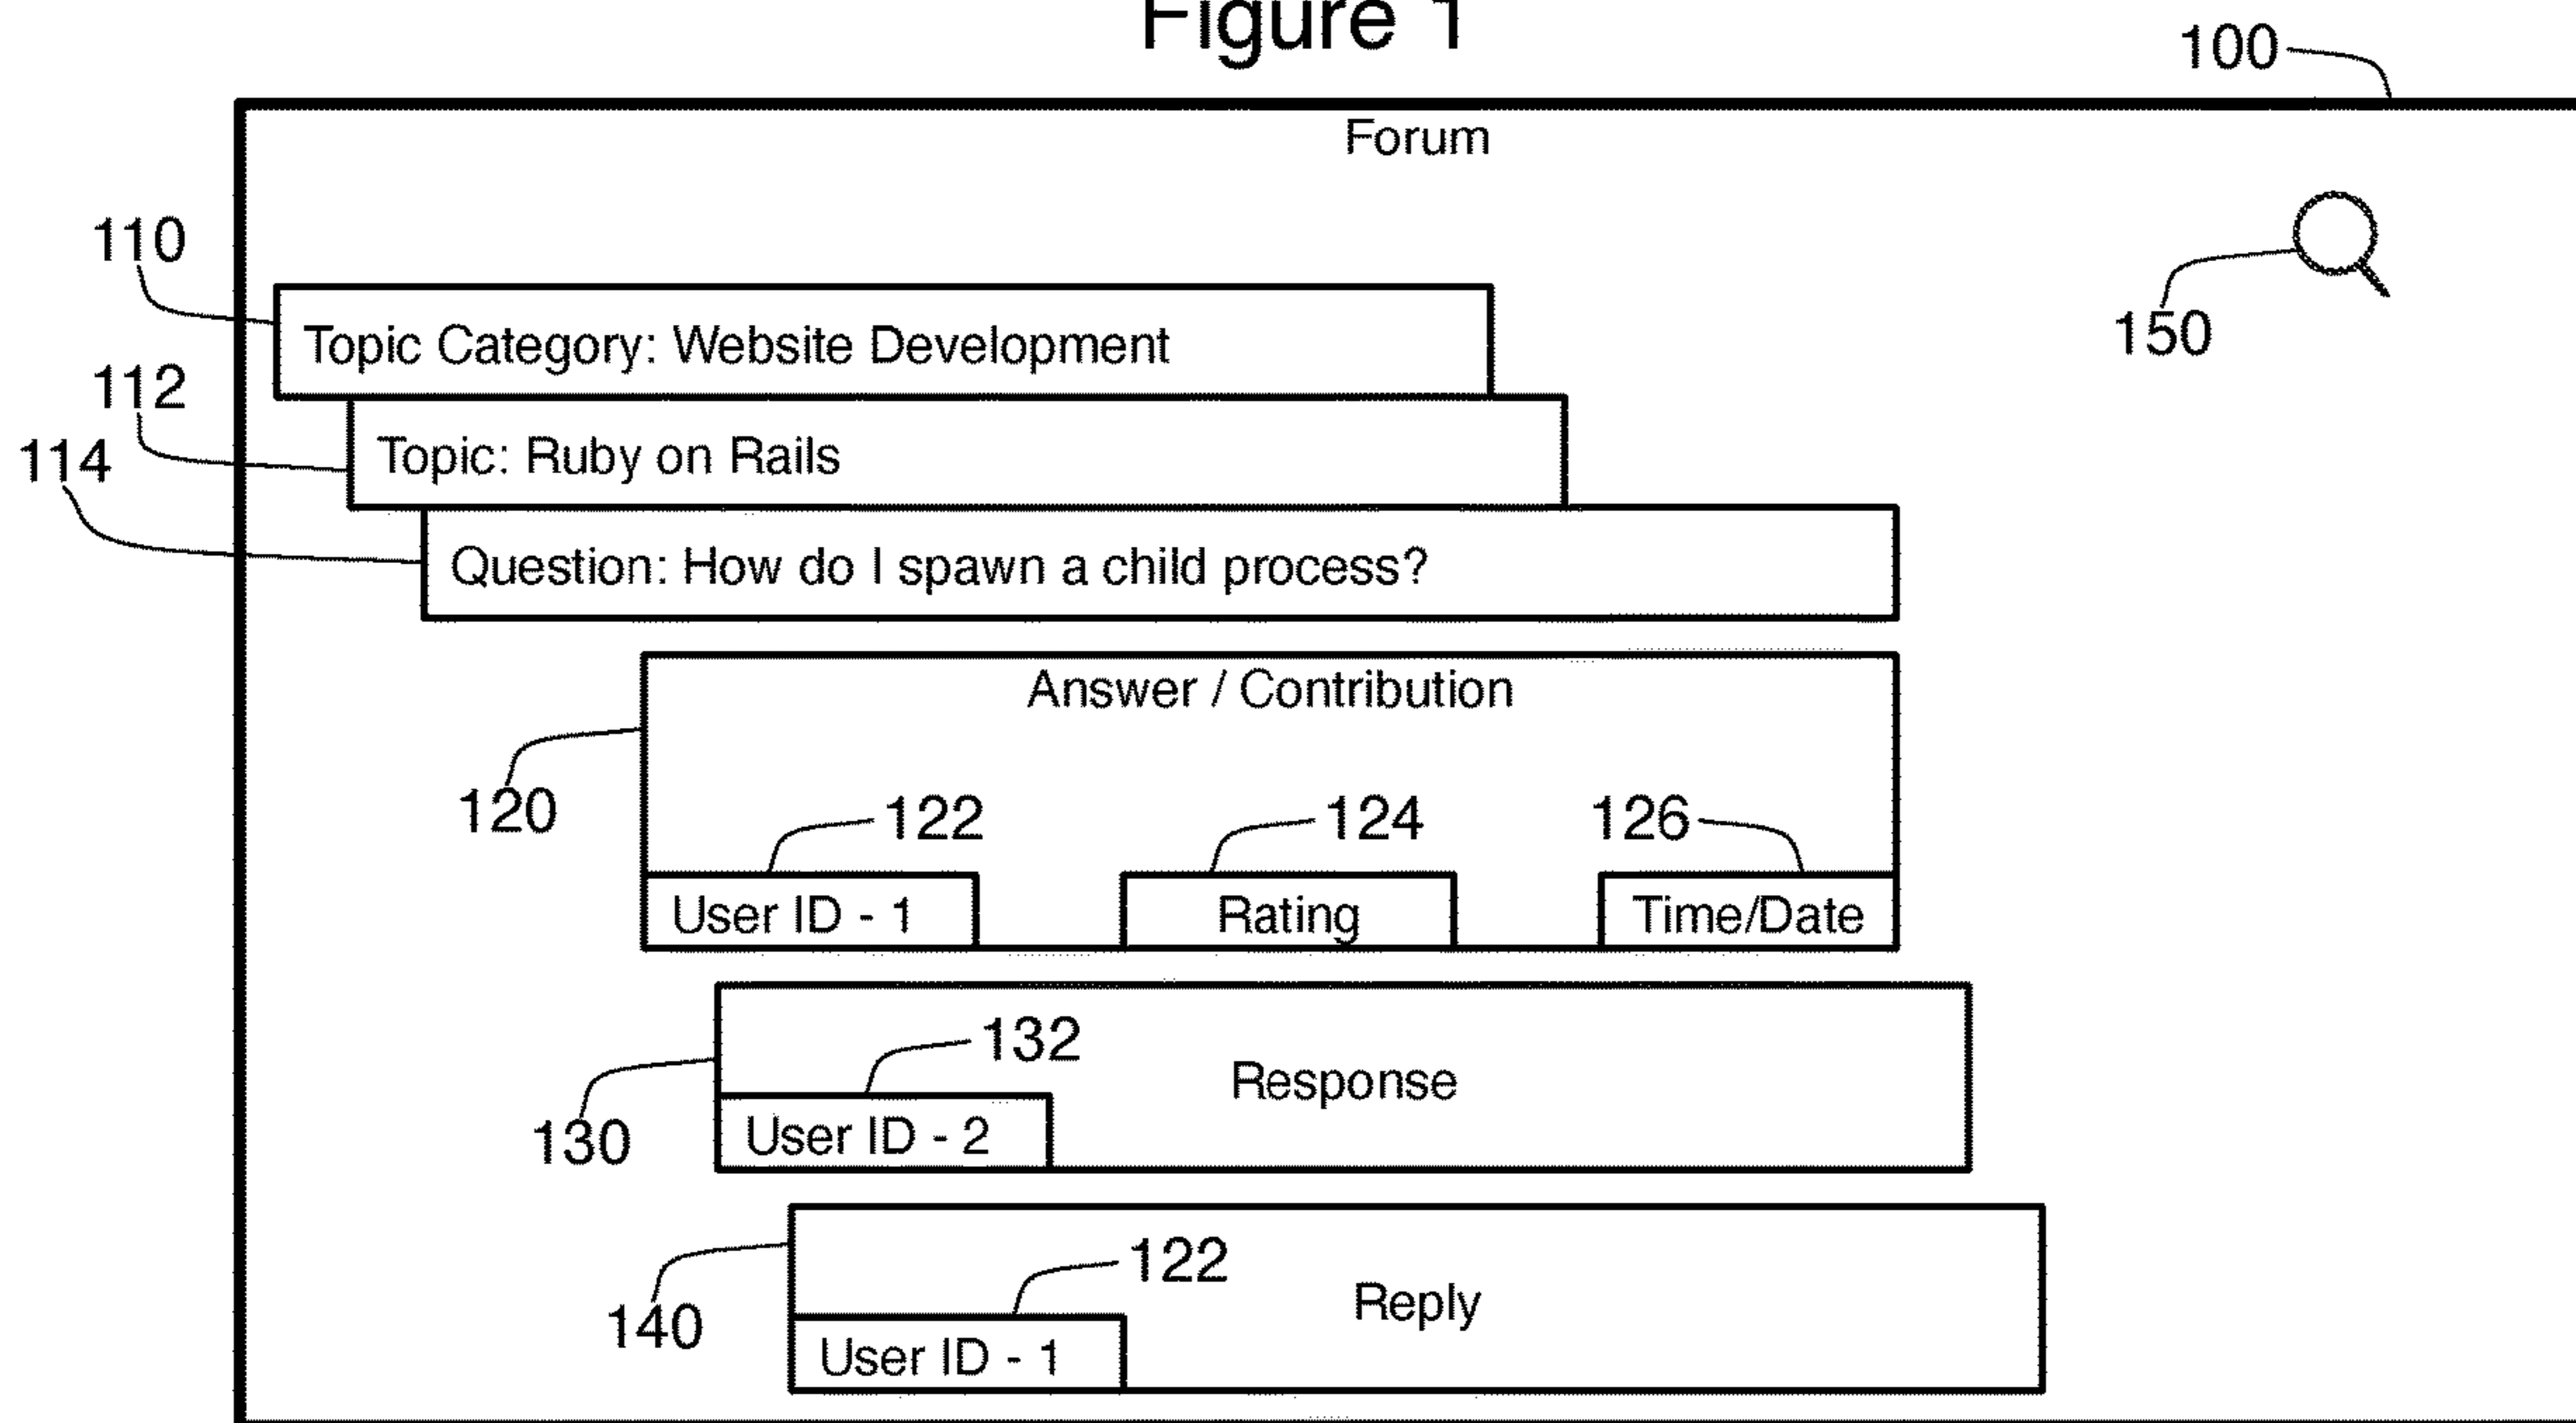 Figure 1
100
Forum
110
150
Topic Category: Website Development
112
Topic: Ruby on Rails
114
Question: How do I spawn a child process?
Answer / Contribution
120
122
124
126
User ID - 1
Rating
Time/Date
132
Response
130
User ID - 2
122
Reply
140
User ID - 1